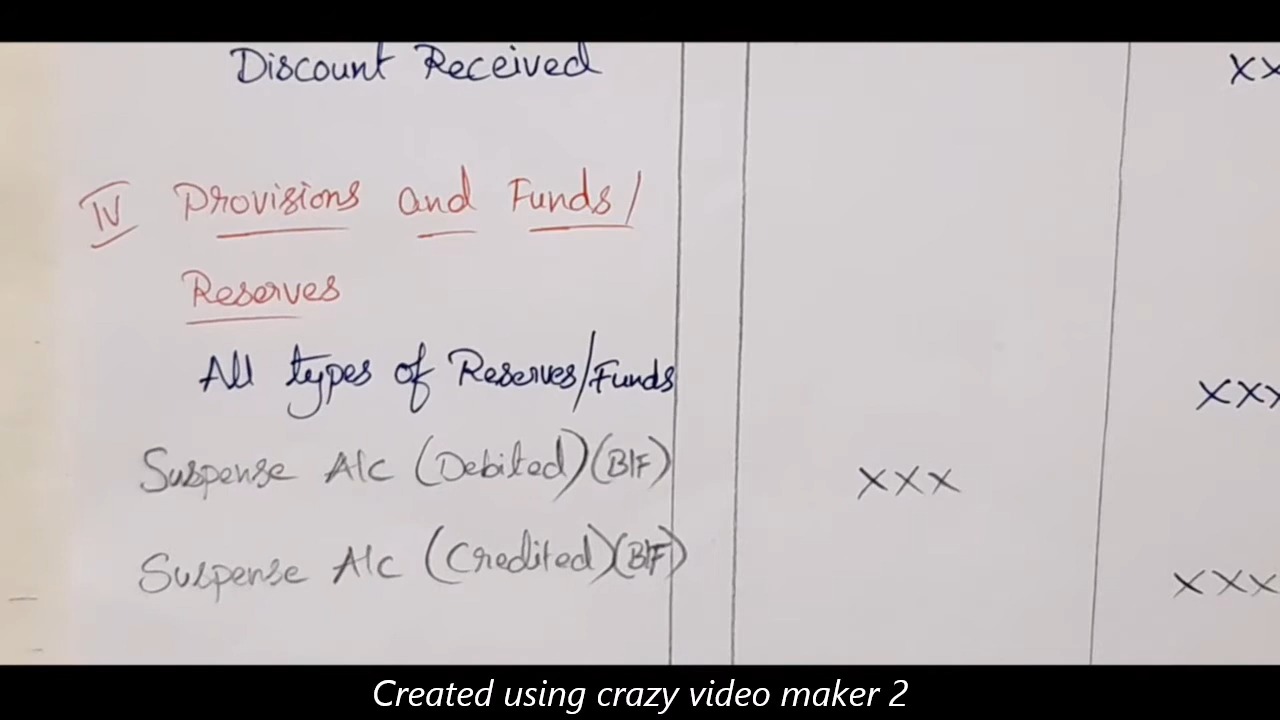 Discount Received XX
IV Provisions and Funds/
Reserves
All types of Reserves/Funds XXX
Suspense A/c (Debited)(B/F) XXX
Suspense A/c (Credited)(B/F) XXX
Created using crazy video maker 2